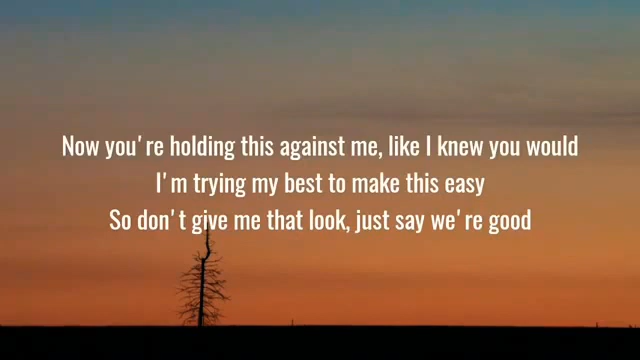 Now you're holding this against me, like I knew you would
I'm trying my best to make this easy
So don't give me that look, just say we're good